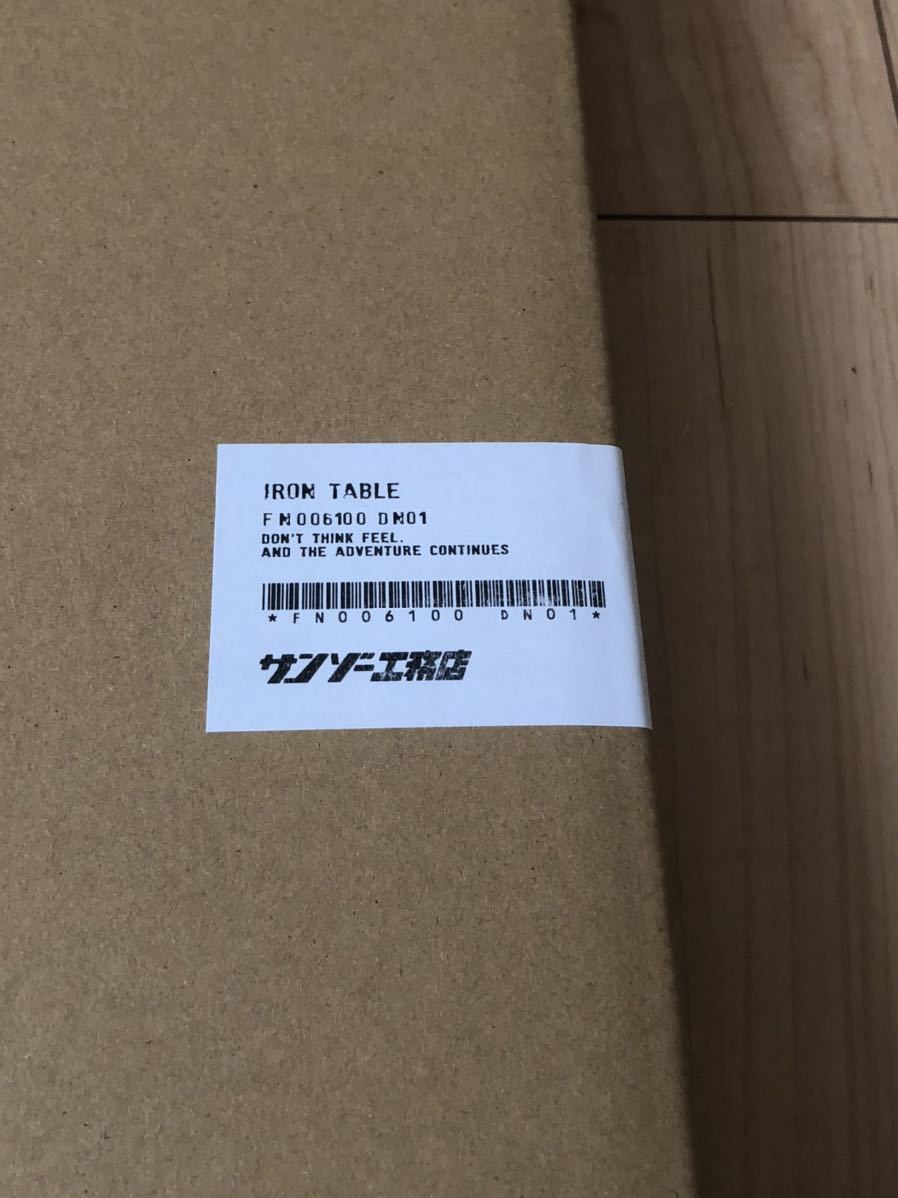 IRON TABLE
FN006100 DN01
DON'T THINK FEEL.
AND THE ADVENTURE CONTINUES
*FN006100 DN01*
サンゾー工務店